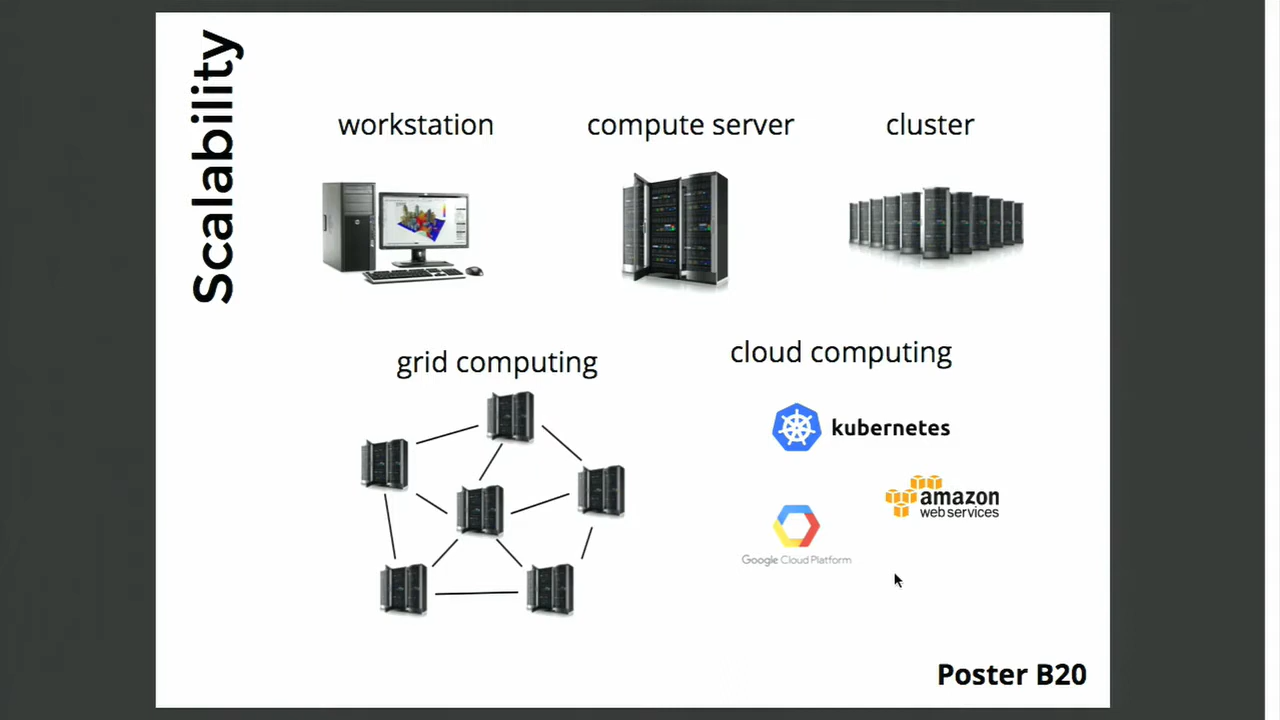 Scalability
workstation
compute server
cluster
grid computing
cloud computing
kubernetes
amazon
web services
Google Cloud Platform
Poster B20